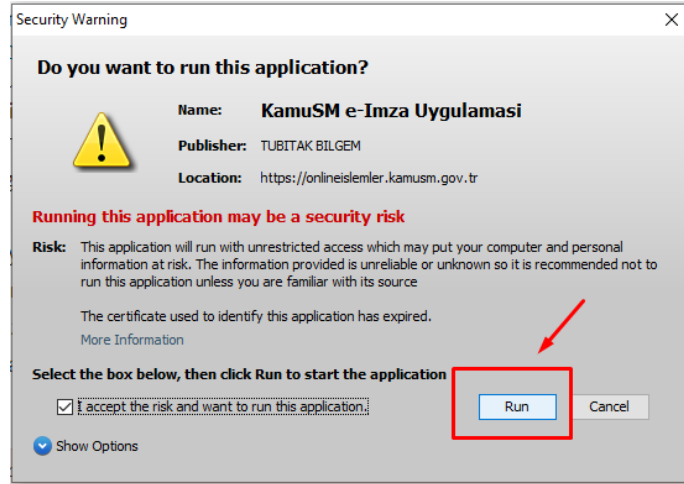 Security Warning
Do you want to run this application?
Name: KamuSM e-Imza Uygulamasi
Publisher: TUBITAK BILGEM
Location: https://onlineislemler.kamusm.gov.tr
Running this application may be a security risk
Risk: This application will run with unrestricted access which may put your computer and personal
information at risk. The information provided is unreliable or unknown so it is recommended not to
run this application unless you are familiar with its source
The certificate used to identify this application has expired.
More Information
Select the box below, then click Run to start the application
I accept the risk and want to run this application.
Run
Cancel
Show Options